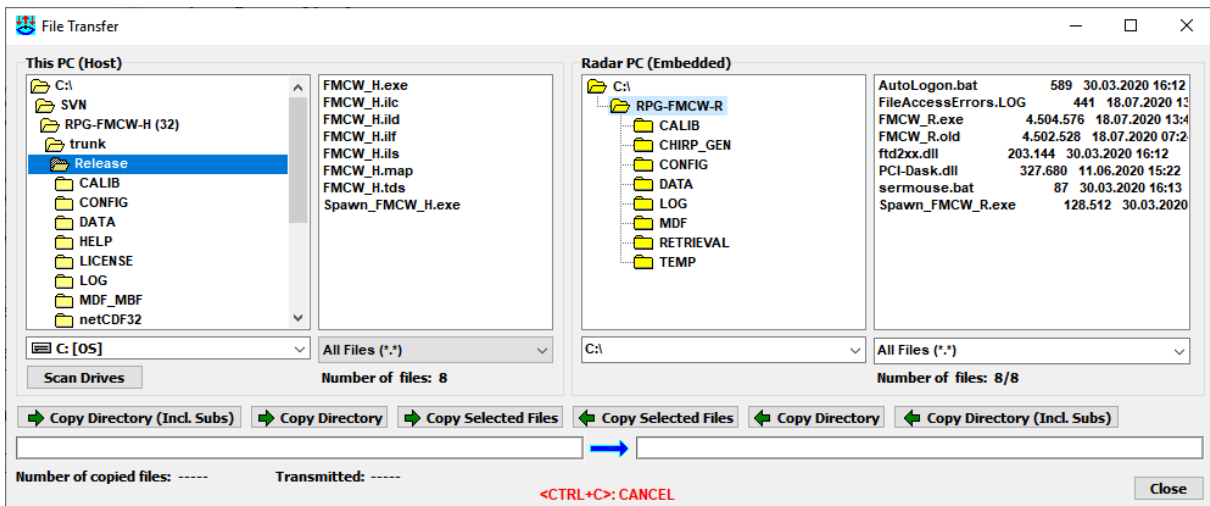 File Transfer
This PC (Host)
C:\
SVN
RPG-FMCW-H (32)
trunk
Release
CALIB
CONFIG
DATA
HELP
LICENSE
LOG
MDF_MBF
netCDF32
FMCW_H.exe
FMCW_H.ilc
FMCW_H.ild
FMCW_H.ilf
FMCW_H.ils
FMCW_H.map
FMCW_H.tds
Spawn_FMCW_H.exe
C: [OS]
All Files (*.*)
Scan Drives
Number of files: 8
Radar PC (Embedded)
C:\
RPG-FMCW-R
CALIB
CHIRP_GEN
CONFIG
DATA
LOG
MDF
RETRIEVAL
TEMP
AutoLogon.bat 589 30.03.2020 16:12
FileAccessErrors.LOG 441 18.07.2020 13
FMCW_R.exe 4.504.576 18.07.2020 13:4
FMCW_R.old 4.502.528 18.07.2020 07:2
ftd2xx.dll 203.144 30.03.2020 16:12
PCI-Dask.dll 327.680 11.06.2020 15:22
sermouse.bat 87 30.03.2020 16:13
Spawn_FMCW_R.exe 128.512 30.03.2020
C:\
All Files (*.*)
Number of files: 8/8
Copy Directory (Incl. Subs) Copy Directory Copy Selected Files Copy Selected Files Copy Directory Copy Directory (Incl. Subs)
Number of copied files: ----- Transmitted: -----
<CTRL+C>: CANCEL
Close